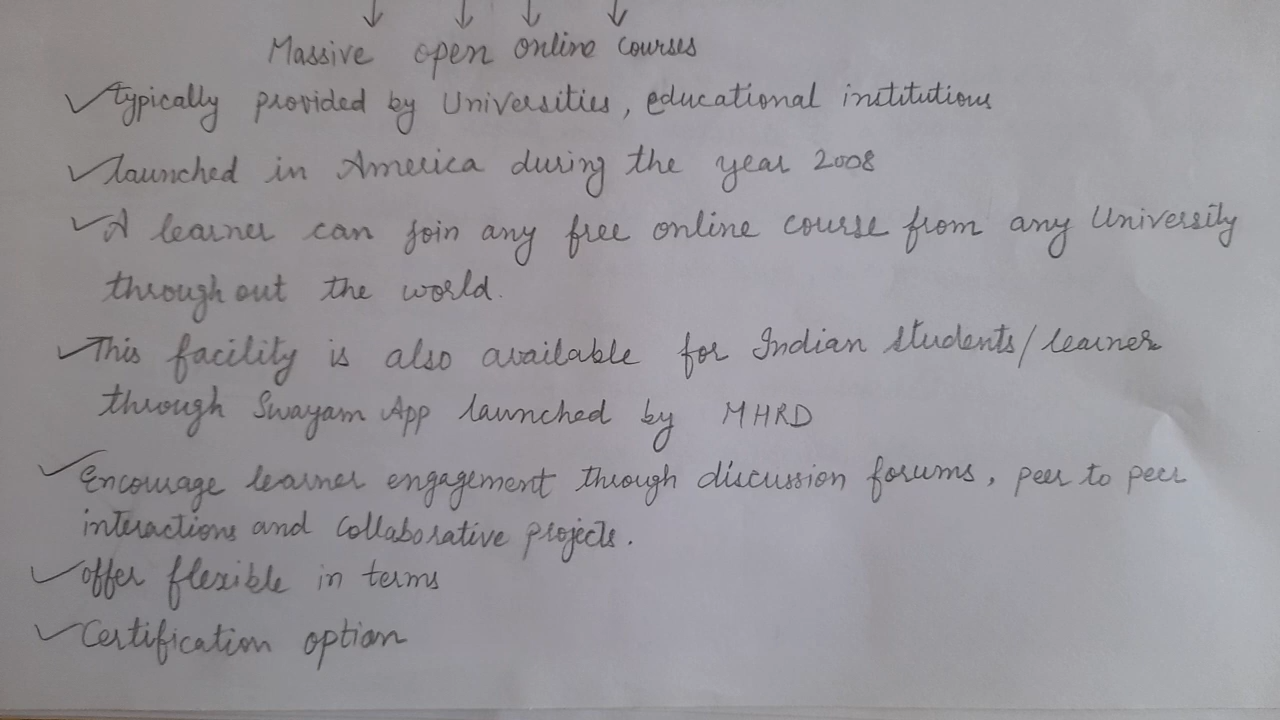 Massive open online courses
✓typically provided by Universities, educational institutions
✓launched in America during the year 2008
✓A learner can join any free online course from any University
throughout the world.
✓This facility is also available for Indian students/learner
through Swayam App launched by MHRD
✓Encourage learner engagement through discussion forums, peer to peer
interactions and collaborative projects.
✓offer flexible in terms
✓Certification option